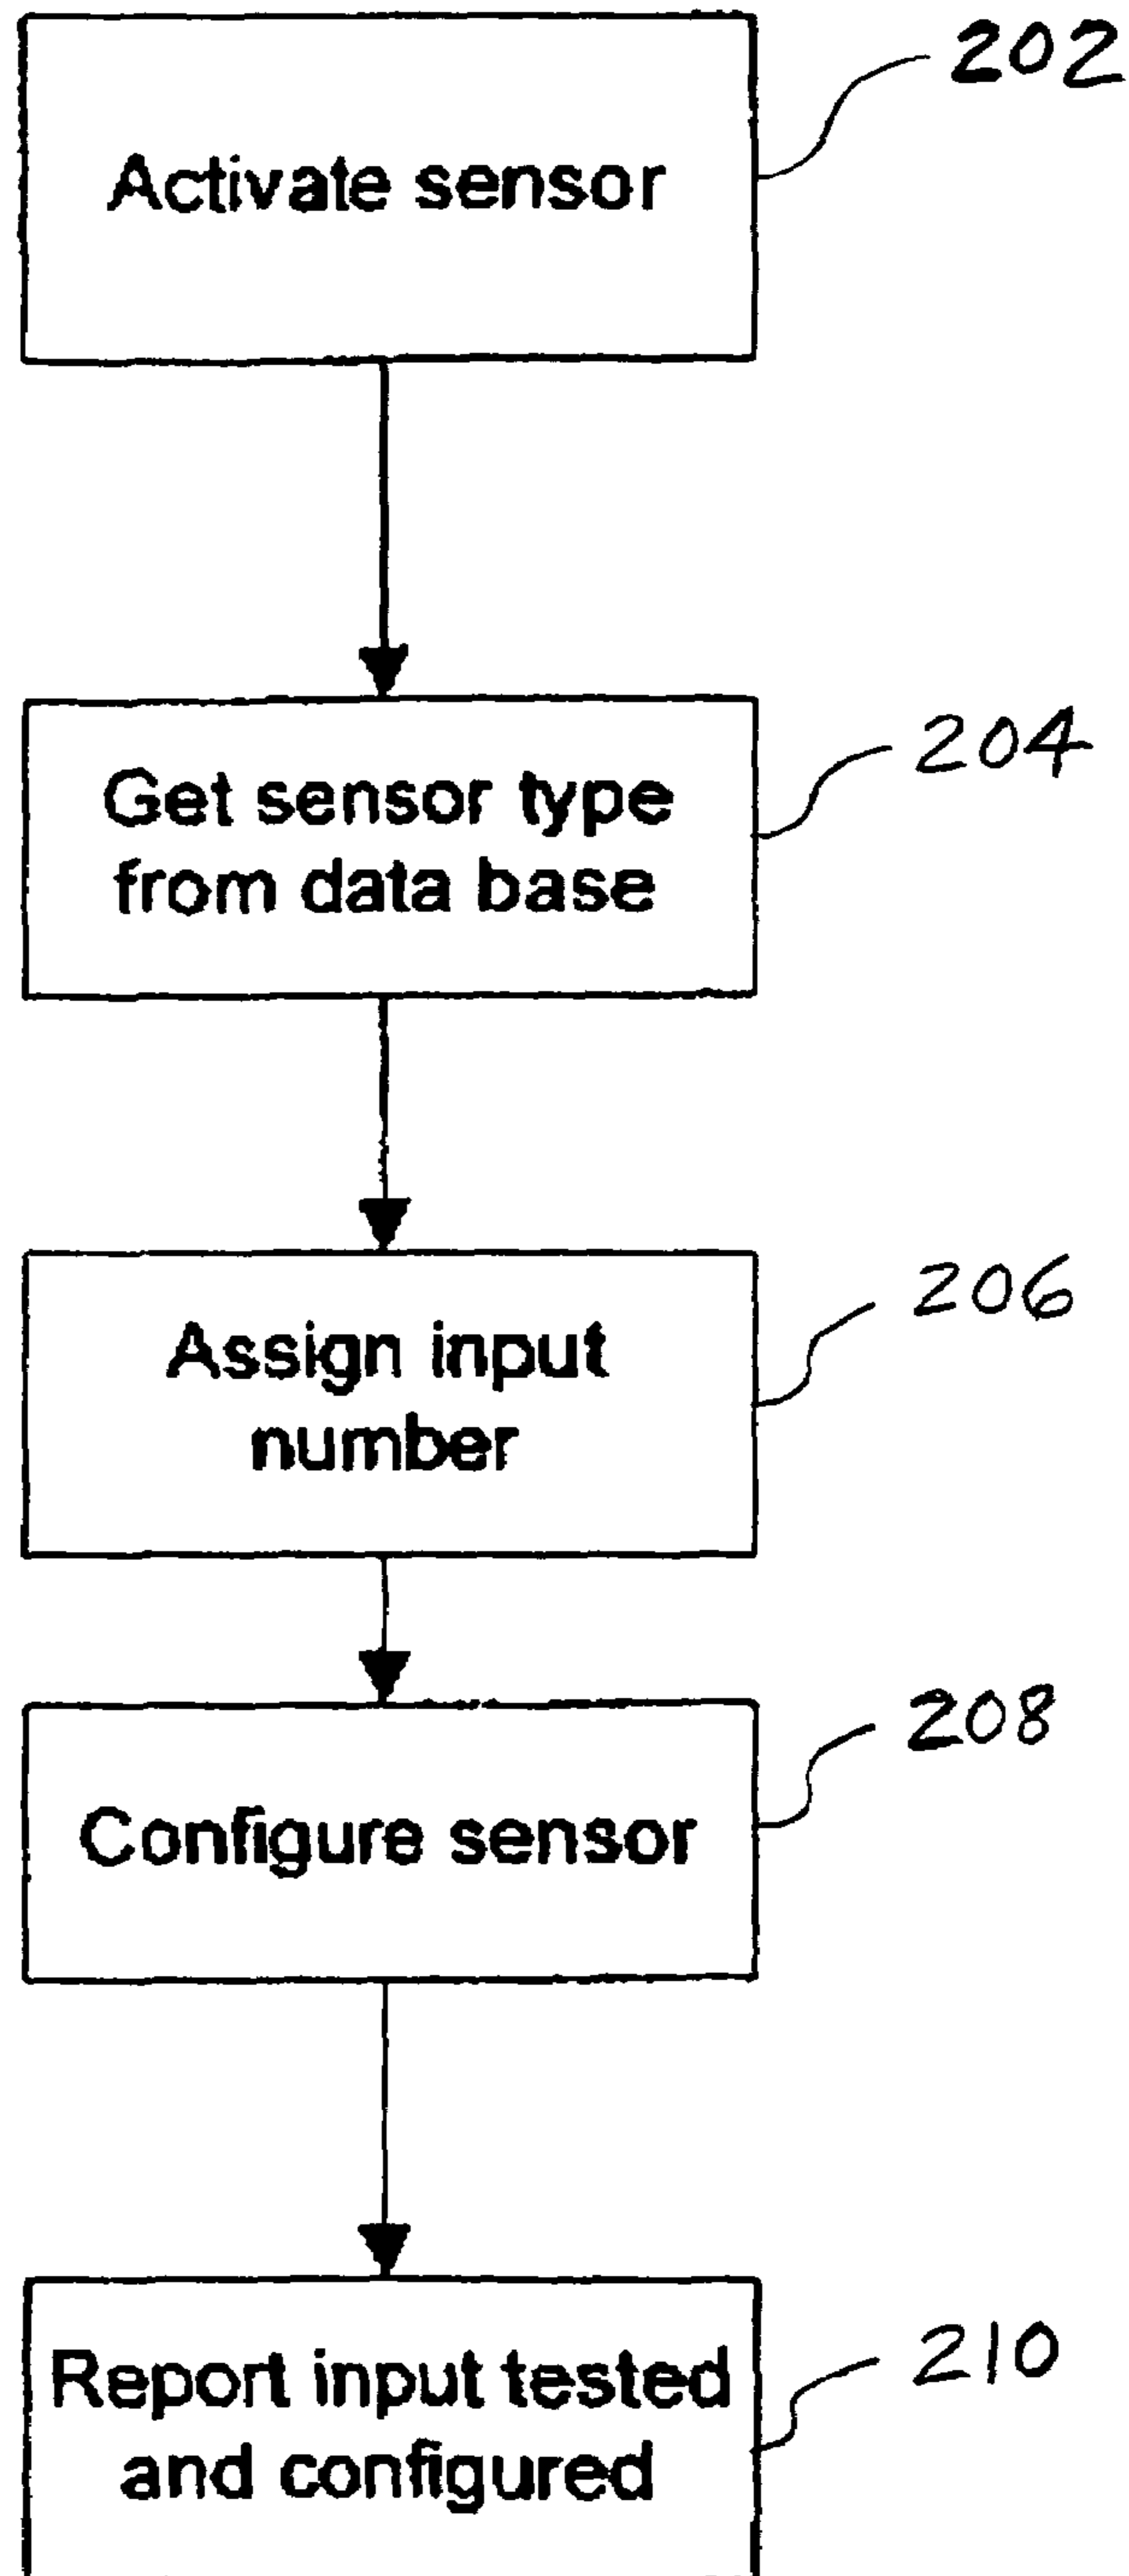 Activate sensor
202
Get sensor type
from data base
204
Assign input
number
206
Configure sensor
208
Report input tested
and configured
210